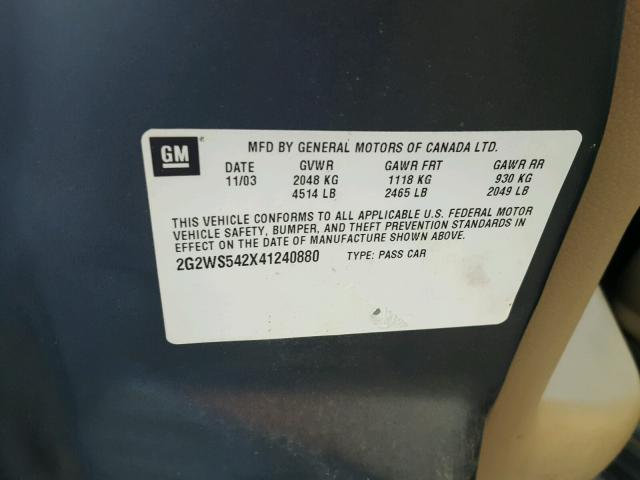 GM
MFD BY GENERAL MOTORS OF CANADA LTD.
DATE GVWR GAWR FRT GAWR RR
11/03 2048 KG 1118 KG 930 KG
4514 LB 2465 LB 2049 LB
THIS VEHICLE CONFORMS TO ALL APPLICABLE U.S. FEDERAL MOTOR
VEHICLE SAFETY, BUMPER, AND THEFT PREVENTION STANDARDS IN
EFFECT ON THE DATE OF MANUFACTURE SHOWN ABOVE.
2G2WS542X41240880 TYPE: PASS CAR